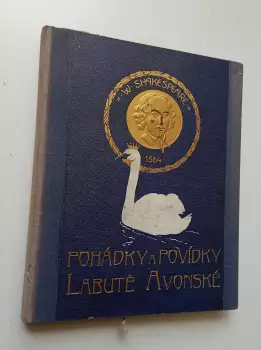 W. SHAKESPEARE
1564
POHÁDKY A POVÍDKY
LABUTĚ AVONSKÉ